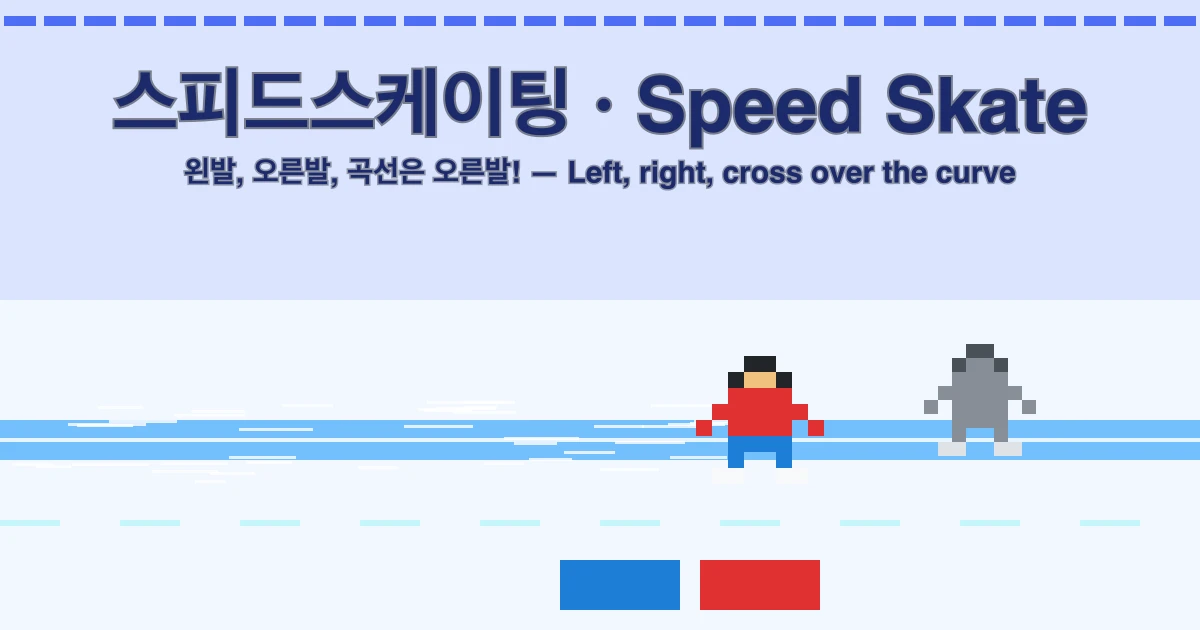 스피드스케이팅 · Speed Skate
왼발, 오른발, 곡선은 오른발! — Left, right, cross over the curve